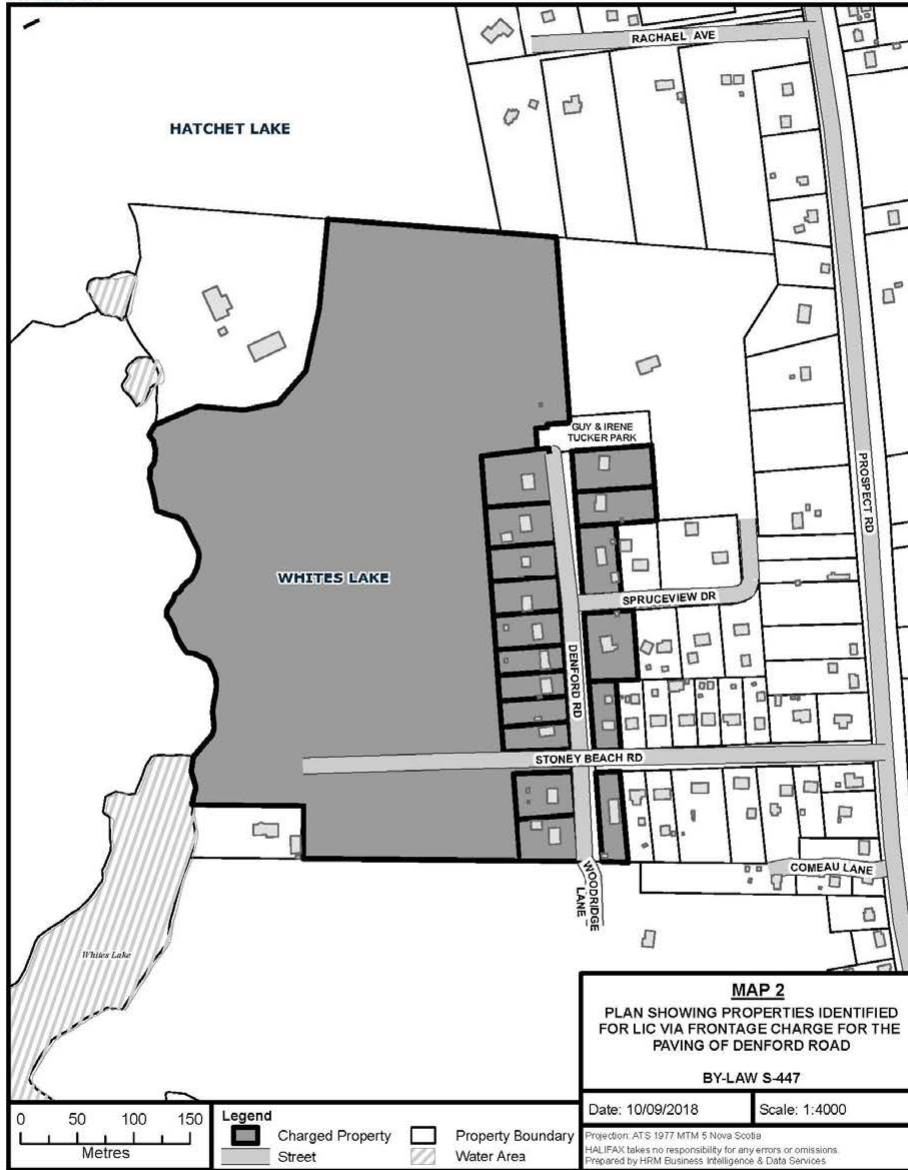 RACHAEL AVE
HATCHET LAKE
GUY & IRENE
TUCKER PARK
PROSPECT RD
WHITES LAKE
SPRUCEVIEW DR
DENFORD RD
STONEY BEACH RD
COMEAU LANE
WOODRIDGE
LANE
Whites Lake
MAP 2
PLAN SHOWING PROPERTIES IDENTIFIED
FOR LIC VIA FRONTAGE CHARGE FOR THE
PAVING OF DENFORD ROAD
BY-LAW S-447
Date: 10/09/2018
Scale: 1:4000
Projection: ATS 1977 MTM 5 Nova Scotia
HALIFAX takes no responsibility for any errors or omissions.
Prepared by HRM Business Intelligence & Data Services
0 50 100 150
Metres
Legend
Charged Property
Property Boundary
Street
Water Area